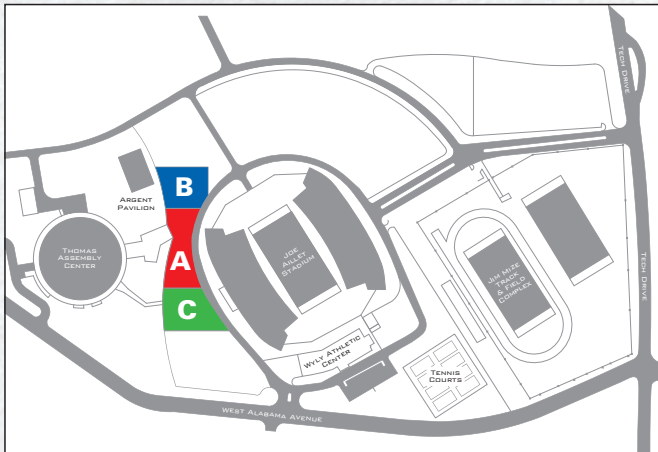 TECH DRIVE
B
ARGENT
PAVILION
A
THOMAS
ASSEMBLY
CENTER
JOE
AILLET
STADIUM
C
JIM MIZE
TRACK
& FIELD
COMPLEX
TECH DRIVE
WYLY ATHLETIC
CENTER
TENNIS
COURTS
WEST ALABAMA AVENUE